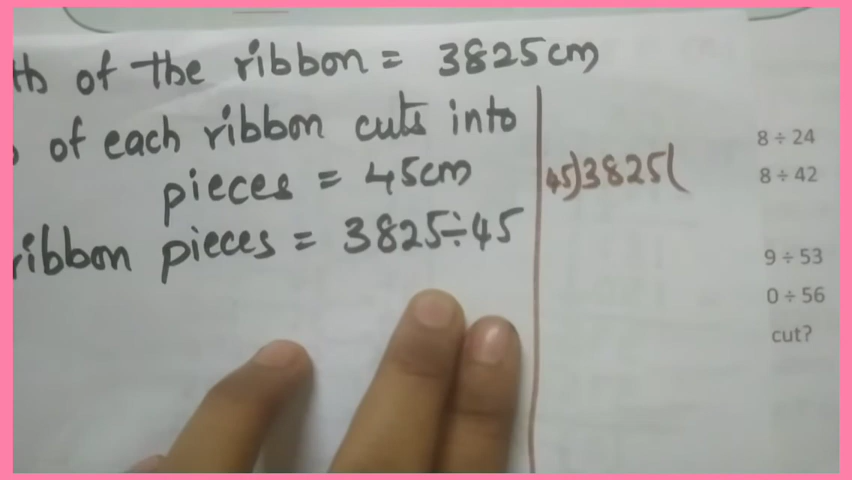 th of the ribbon = 3825cm
of each ribbon cuts into
pieces = 45cm
ribbon pieces = 3825÷45
45)3825(
8 ÷ 24
8 ÷ 42
9 ÷ 53
0 ÷ 56
cut?